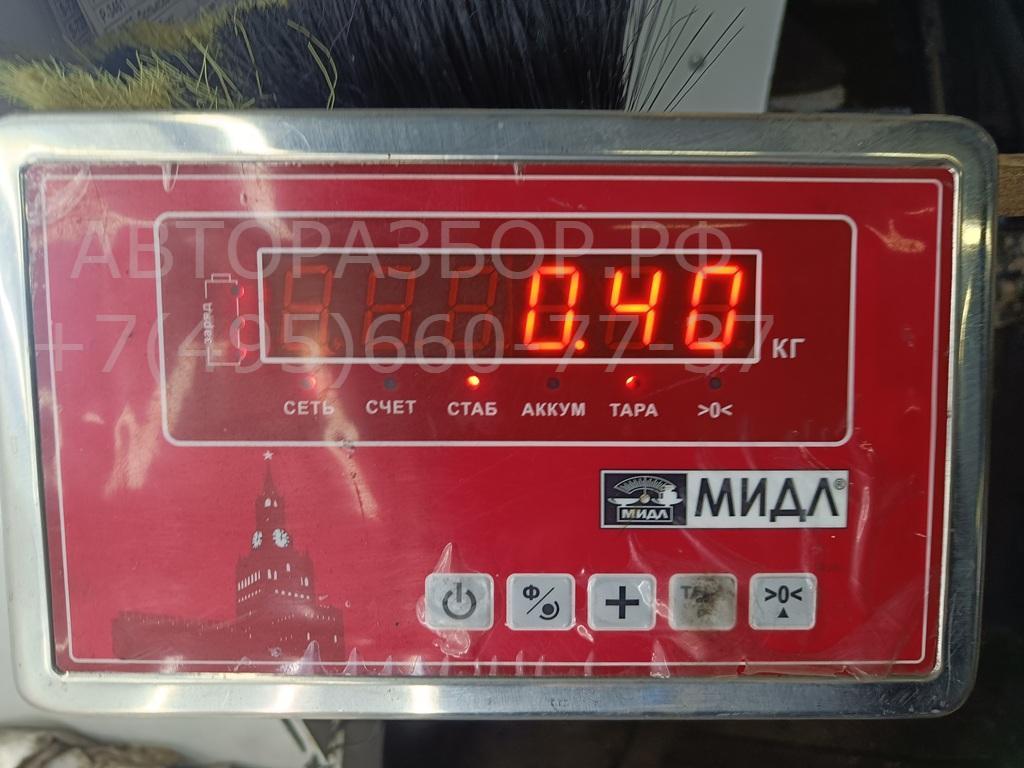 АВТОРАЗБОР.РФ
+7(495)660-77-37
заряд
0.40
КГ
СЕТЬ СЧЕТ СТАБ АККУМ ТАРА >0<
МИДЛ
МИДЛ®
Ф
+
>0<